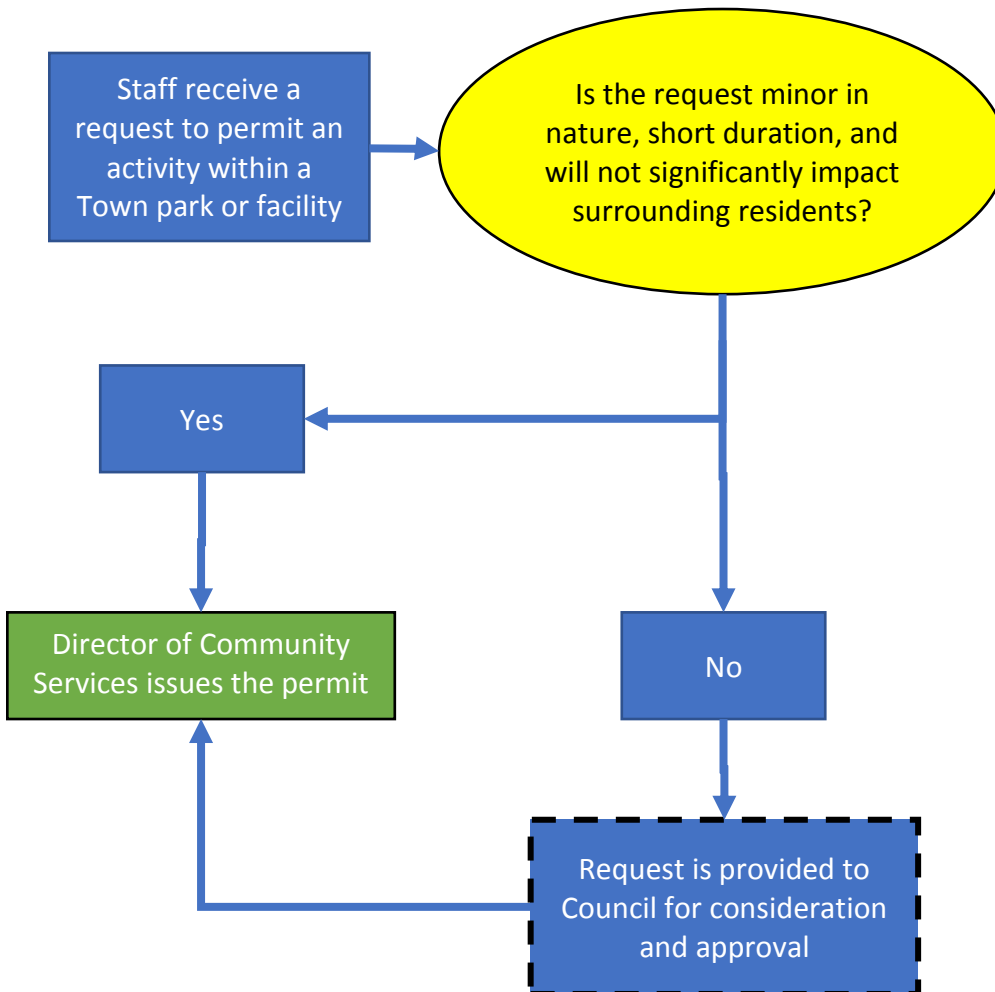 Staff receive a
request to permit an
activity within a
Town park or facility
Is the request minor in
nature, short duration, and
will not significantly impact
surrounding residents?
Yes
Director of Community
Services issues the permit
No
Request is provided to
Council for consideration
and approval